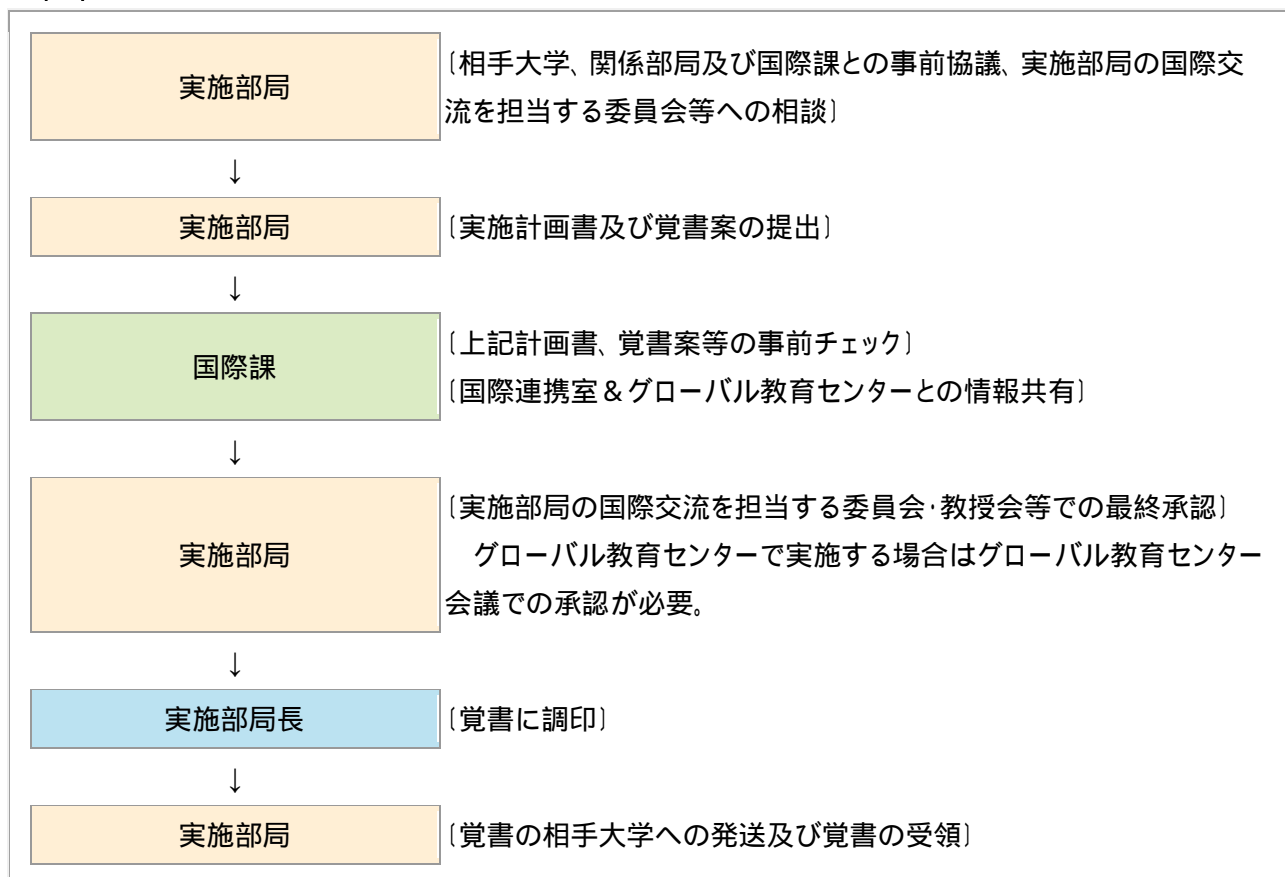 実施部局
〔相手大学、関係部局及び国際課との事前協議、実施部局の国際交
流を担当する委員会等への相談〕
↓
実施部局
〔実施計画書及び覚書案の提出〕
↓
国際課
〔上記計画書、覚書案等の事前チェック〕
〔国際連携室&グローバル教育センターとの情報共有〕
↓
実施部局
〔実施部局の国際交流を担当する委員会・教授会等での最終承認〕
グローバル教育センターで実施する場合はグローバル教育センター
会議での承認が必要。
↓
実施部局長
〔覚書に調印〕
↓
実施部局
〔覚書の相手大学への発送及び覚書の受領〕